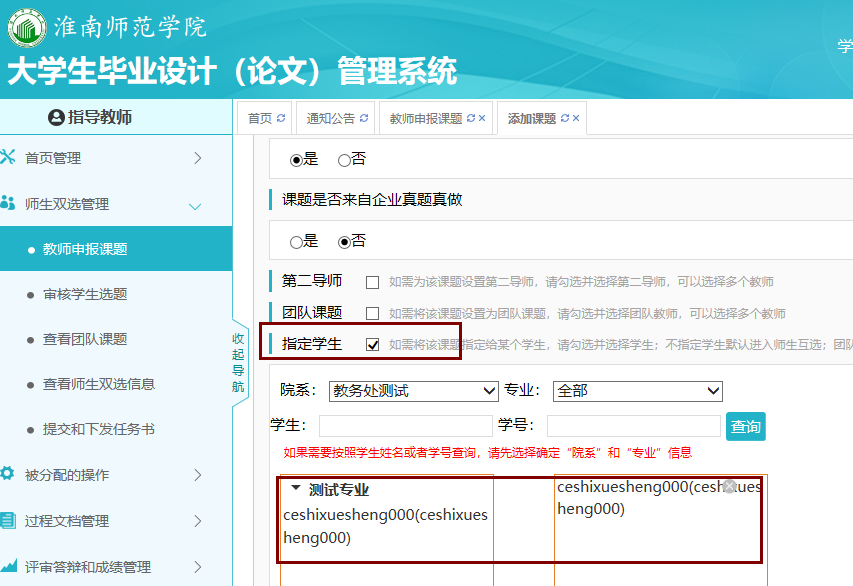 淮南师范学院
学
大学生毕业设计（论文）管理系统
指导教师
首页
通知公告
教师申报课题
添加课题
首页管理
师生双选管理
教师申报课题
审核学生选题
查看团队课题
查看师生双选信息
提交和下发任务书
被分配的操作
过程文档管理
评审答辩和成绩管理
收起导航
是 否
课题是否来自企业真题真做
是 否
第二导师 如需为该课题设置第二导师，请勾选并选择第二导师，可以选择多个教师
团队课题 如需将该课题设置为团队课题，请勾选并选择团队教师，可以选择多个教师
指定学生 如需将该课题指定给某个学生，请勾选并选择学生；不指定学生默认进入师生互选；团队
院系： 教务处测试 专业： 全部
学生： 学号： 查询
如果需要按照学生姓名或者学号查询，请先选择确定“院系”和“专业”信息
测试专业
ceshixuesheng000(ceshixues
heng000)
ceshixuesheng000(ceshixues
heng000)